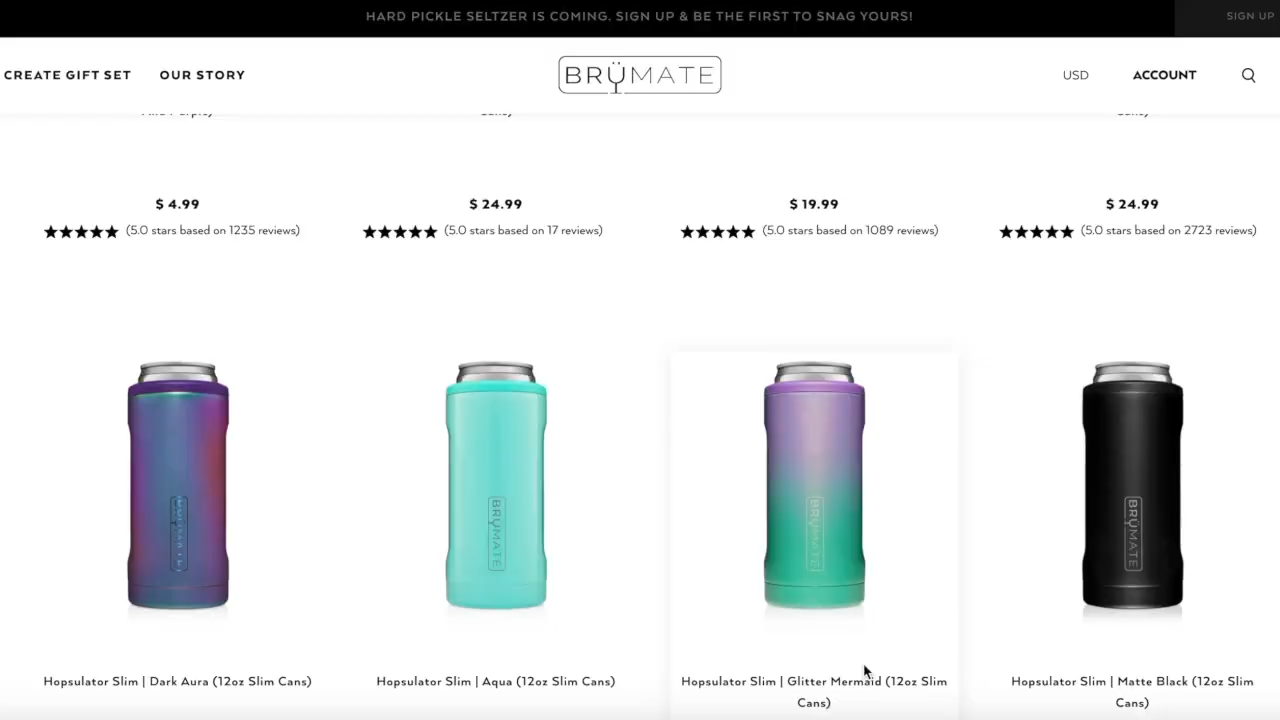 HARD PICKLE SELTZER IS COMING. SIGN UP & BE THE FIRST TO SNAG YOURS!
SIGN UP
CREATE GIFT SET
OUR STORY
BRÜMATE
USD
ACCOUNT
$ 4.99
$ 24.99
$ 19.99
$ 24.99
★★★★★ (5.0 stars based on 1235 reviews)
★★★★★ (5.0 stars based on 17 reviews)
★★★★★ (5.0 stars based on 1089 reviews)
★★★★★ (5.0 stars based on 2723 reviews)
BRÜMATE
BRÜMATE
BRÜMATE
BRÜMATE
Hopsulator Slim | Dark Aura (12oz Slim Cans)
Hopsulator Slim | Aqua (12oz Slim Cans)
Hopsulator Slim | Glitter Mermaid (12oz Slim
Cans)
Hopsulator Slim | Matte Black (12oz Slim
Cans)